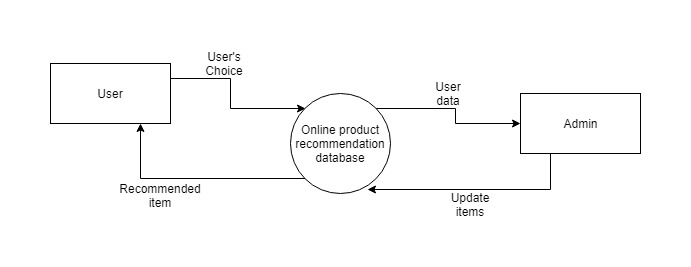 User's
Choice
User
User
data
Admin
Online product
recommendation
database
Recommended
item
Update
items